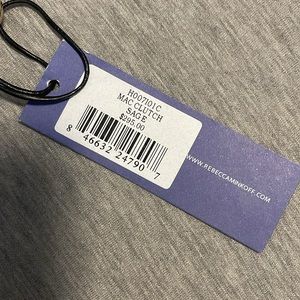 H007I01C
MAC CLUTCH
SAGE
$295.00
8 46632 24790 7
WWW.REBECCAMINKOFF.COM